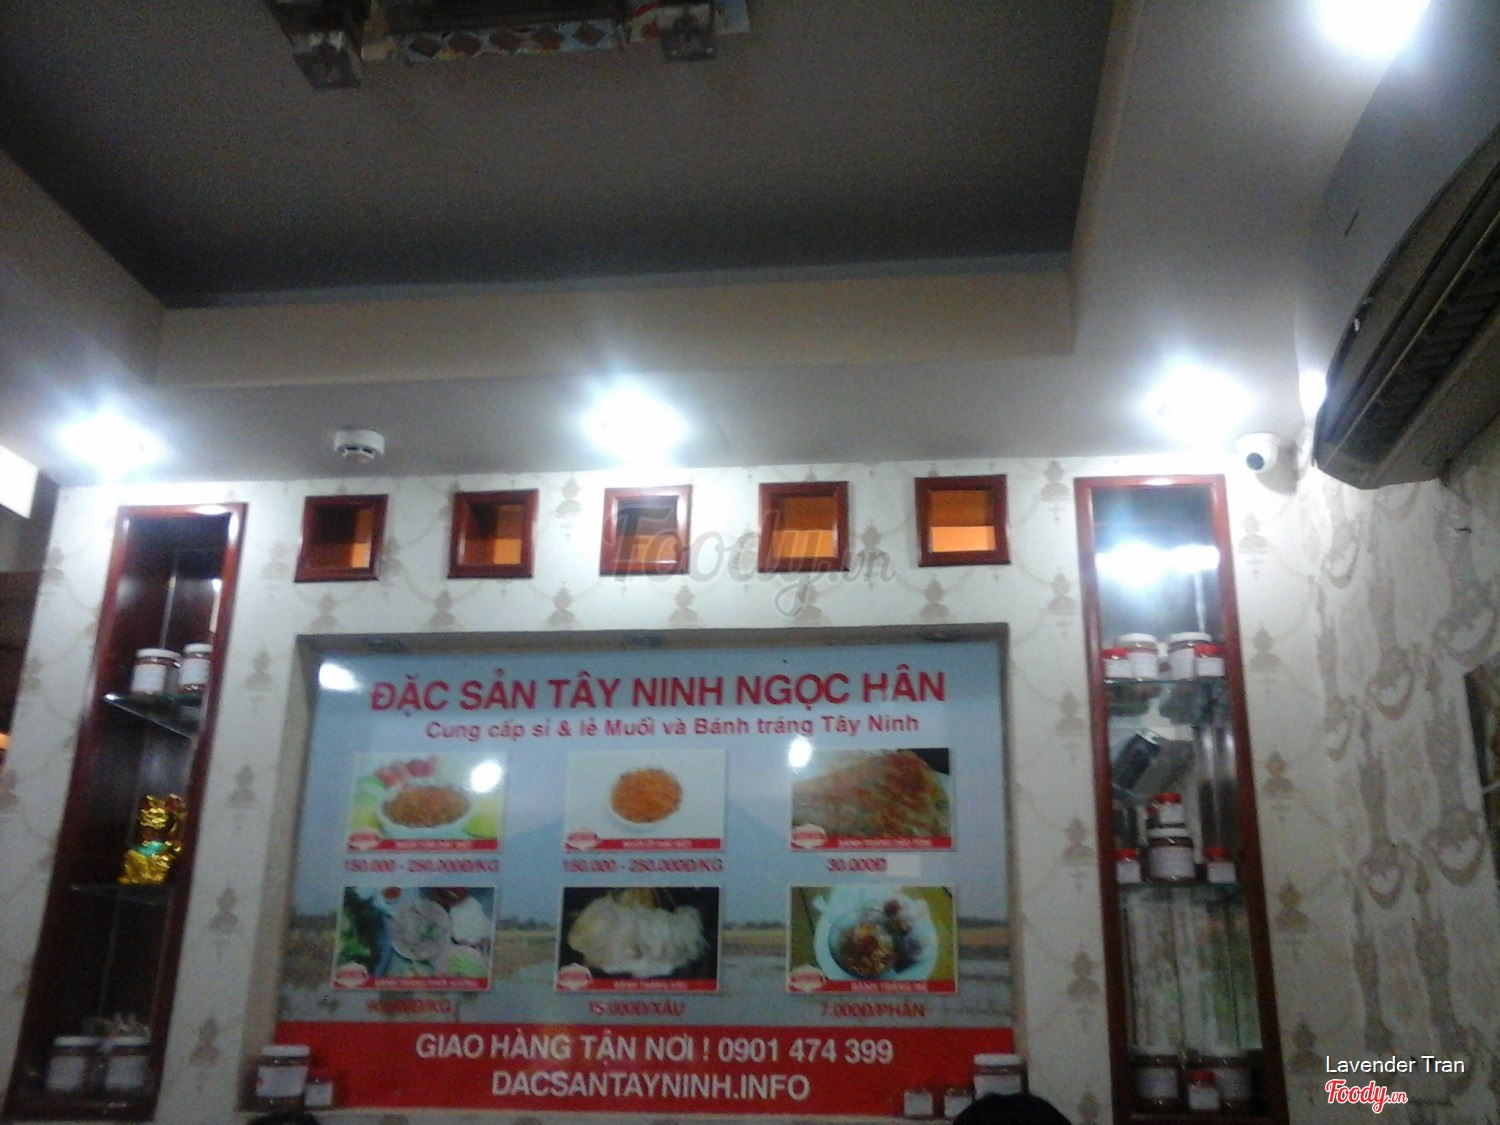 ĐẶC SẢN TÂY NINH NGỌC HÂN
Cung cấp sỉ & lẻ Muối và Bánh tráng Tây Ninh
150.000 - 250.000Đ/KG
150.000 - 250.000Đ/KG
30.000Đ
15.000Đ/XÂU
7.000Đ/PHẦN
GIAO HÀNG TẬN NƠI ! 0901 474 399
DACSANTAYNINH.INFO
Foody.vn
Lavender Tran
Foody.vn